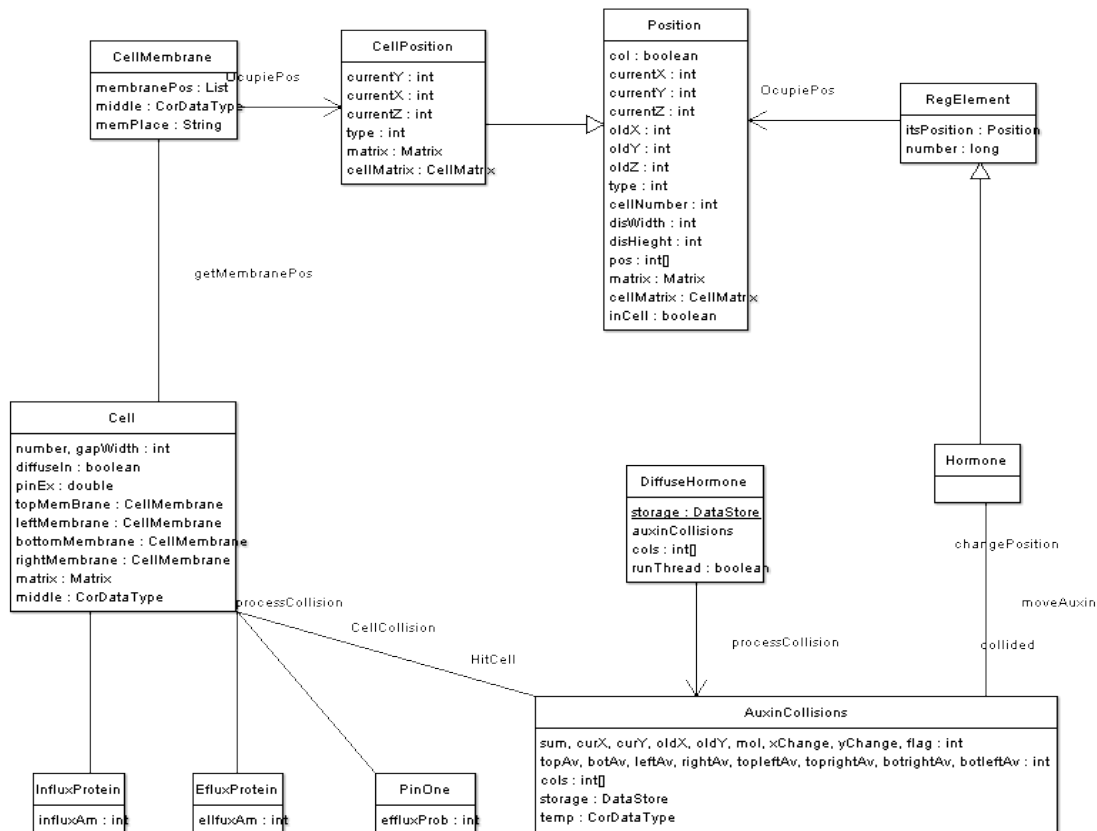 CellMembrane
membranePos : List
middle : CorDataType
memPlace : String
OcupiePos
CellPosition
currentY : int
currentX : int
currentZ : int
type : int
matrix : Matrix
cellMatrix : CellMatrix
Position
col : boolean
currentX : int
currentY : int
currentZ : int
oldX : int
oldY : int
oldZ : int
type : int
cellNumber : int
disWidth : int
disHieght : int
pos : int[]
matrix : Matrix
cellMatrix : CellMatrix
inCell : boolean
OcupiePos
RegElement
itsPosition : Position
number : long
getMembranePos
Cell
number, gapWidth : int
diffuseIn : boolean
pinEx : double
topMemBrane : CellMembrane
leftMembrane : CellMembrane
bottomMembrane : CellMembrane
rightMembrane : CellMembrane
matrix : Matrix
middle : CorDataType
processCollision
CellCollision
HitCell
DiffuseHormone
storage : DataStore
auxinCollisions
cols : int[]
runThread : boolean
processCollision
Hormone
changePosition
moveAuxin
collided
AuxinCollisions
sum, curX, curY, oldX, oldY, mol, xChange, yChange, flag : int
topAv, botAv, leftAv, rightAv, topleftAv, toprightAv, botrightAv, botleftAv : int
cols : int[]
storage : DataStore
temp : CorDataType
InfluxProtein
influxAm : int
EfluxProtein
ellfuxAm : int
PinOne
effluxProb : int